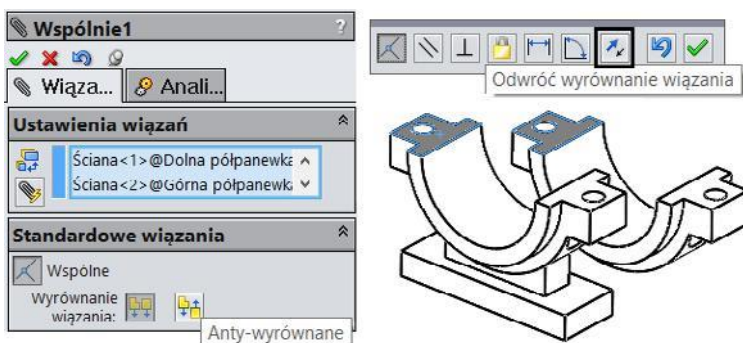 Wspólnie1
?
Wiąza...
Anali...
Ustawienia wiązań
Ściana<1>@Dolna półpanewka
Ściana<2>@Górna półpanewka
Standardowe wiązania
Wspólne
Wyrównanie
wiązania:
Anty-wyrównane
Odwróć wyrównanie wiązania